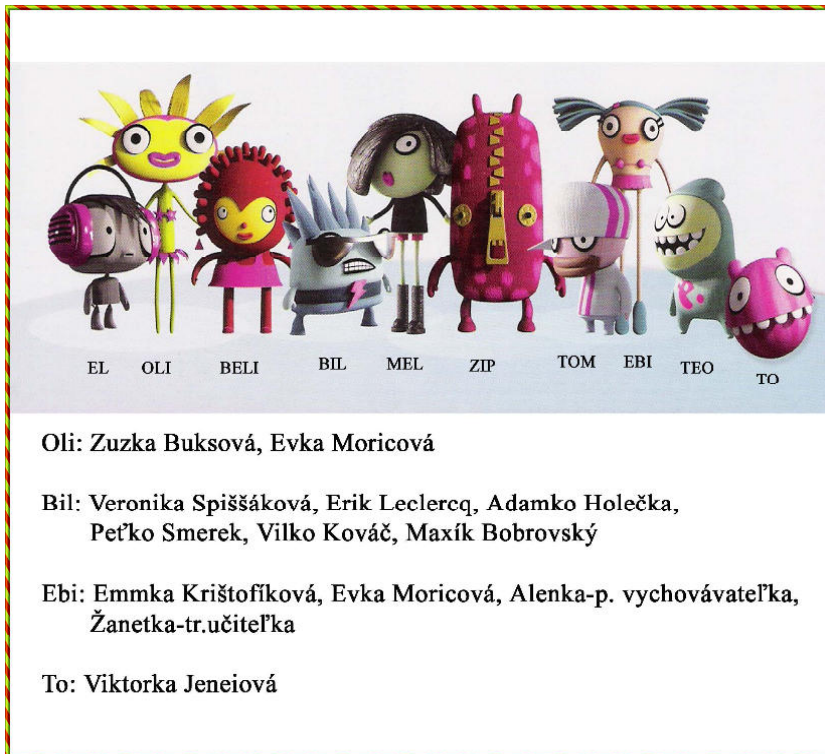 EL OLI BELI BIL MEL ZIP TOM EBI TEO TO
Oli: Zuzka Buksová, Evka Moricová
Bil: Veronika Spiššáková, Erik Leclercq, Adamko Holečka,
Peťko Smerek, Vilko Kováč, Maxík Bobrovský
Ebi: Emmka Krištofíková, Evka Moricová, Alenka-p. vychovávateľka,
Žanetka-tr.učiteľka
To: Viktorka Jeneiová